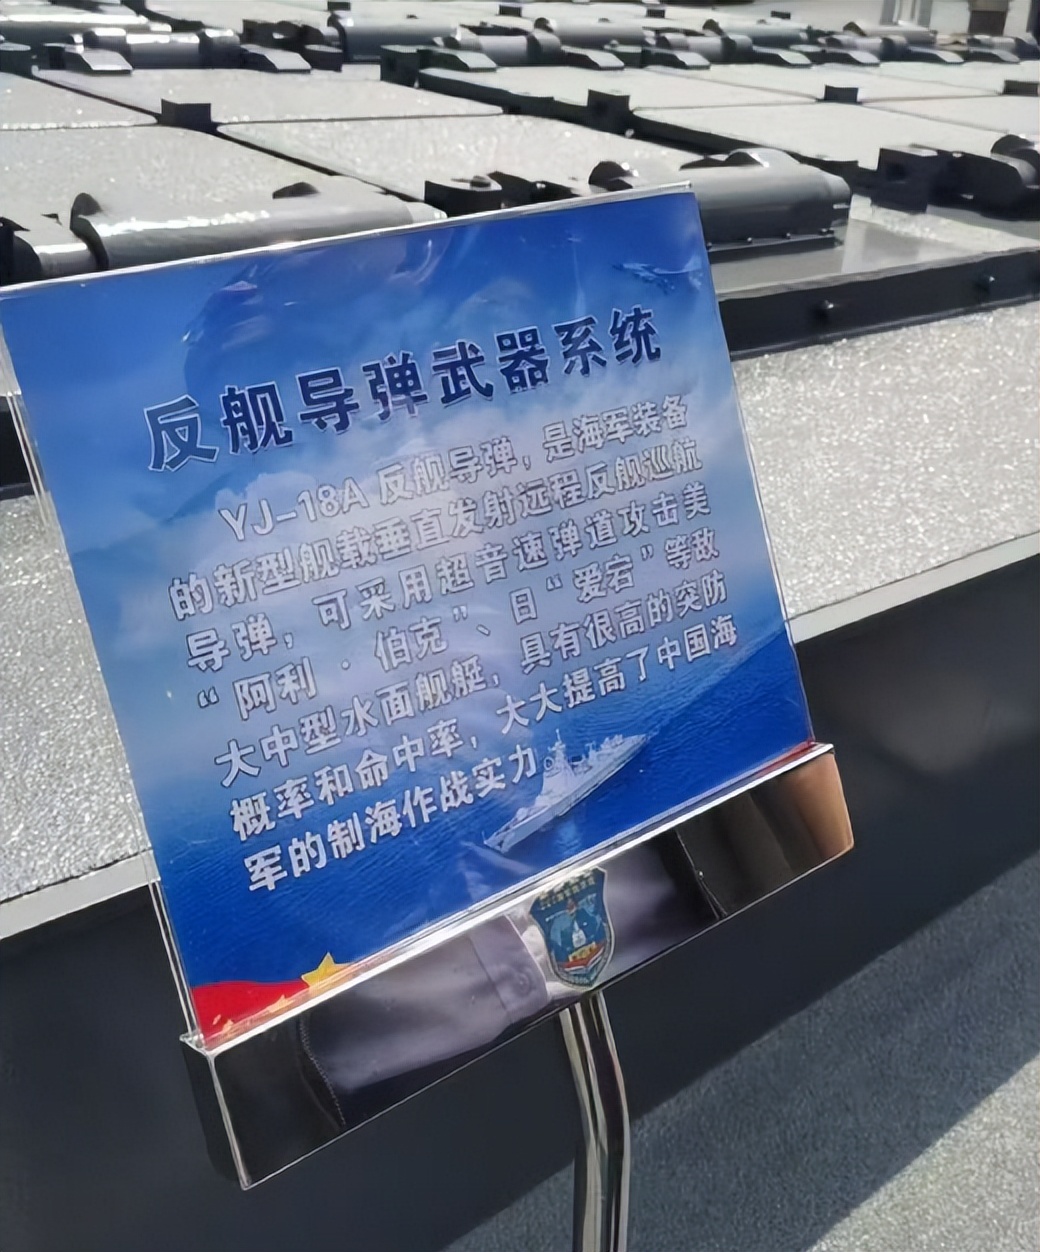 反舰导弹武器系统
YJ-18A 反舰导弹，是海军装备
的新型舰载垂直发射远程反舰巡航
导弹，可采用超音速弹道攻击美
“阿利·伯克”、日“爱宕”等敌
大中型水面舰艇，具有很高的突防
概率和命中率，大大提高了中国海
军的制海作战实力。